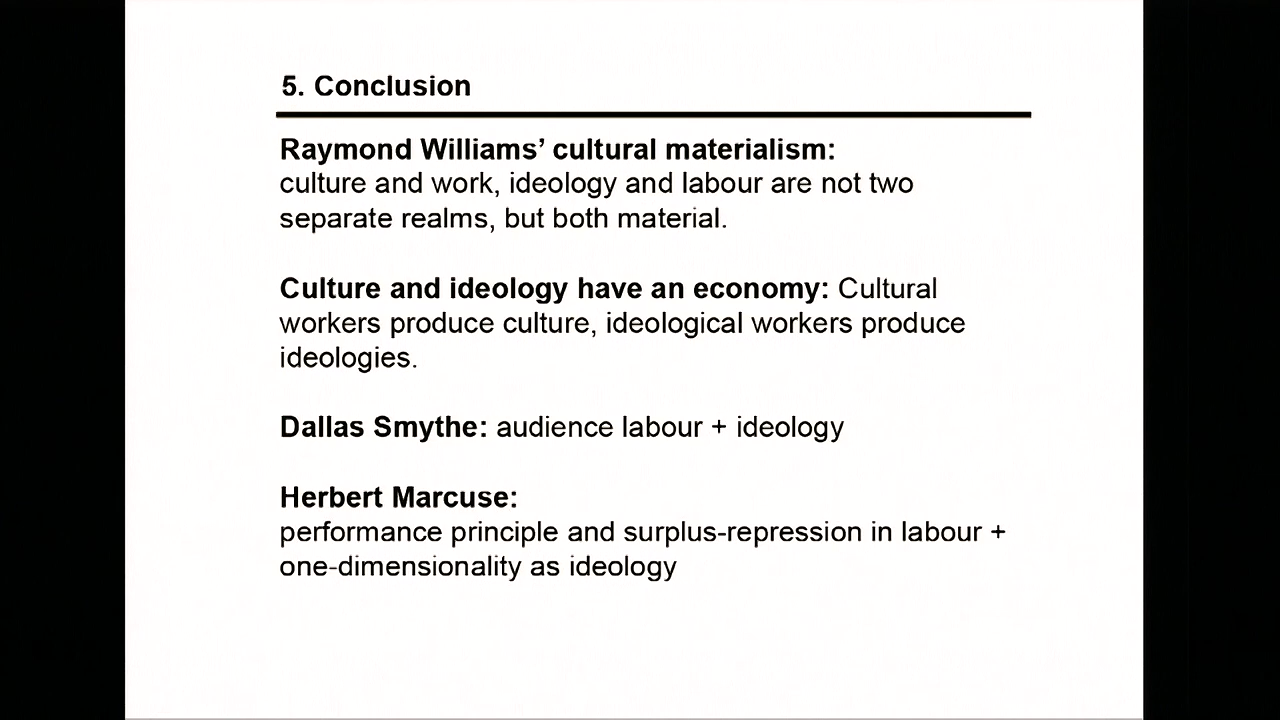 5. Conclusion
Raymond Williams’ cultural materialism:
culture and work, ideology and labour are not two
separate realms, but both material.
Culture and ideology have an economy: Cultural
workers produce culture, ideological workers produce
ideologies.
Dallas Smythe: audience labour + ideology
Herbert Marcuse:
performance principle and surplus-repression in labour +
one-dimensionality as ideology